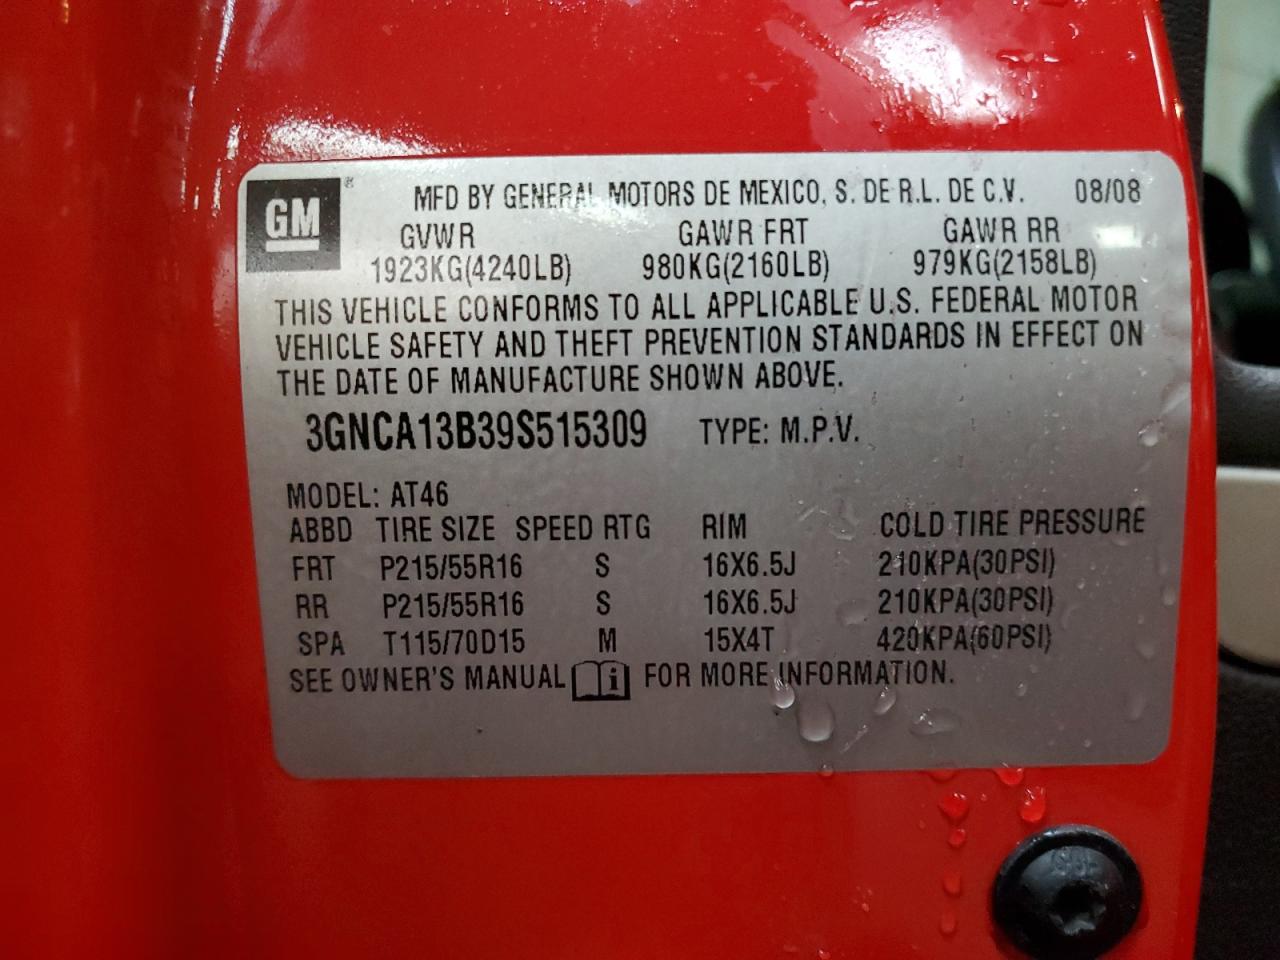 GM ® MFD BY GENERAL MOTORS DE MEXICO, S. DE R.L. DE C.V. 08/08
GVWR GAWR FRT GAWR RR
1923KG(4240LB) 980KG(2160LB) 979KG(2158LB)
THIS VEHICLE CONFORMS TO ALL APPLICABLE U.S. FEDERAL MOTOR
VEHICLE SAFETY AND THEFT PREVENTION STANDARDS IN EFFECT ON
THE DATE OF MANUFACTURE SHOWN ABOVE.
3GNCA13B39S515309 TYPE: M.P.V.
MODEL: AT46
ABBD TIRE SIZE SPEED RTG RIM COLD TIRE PRESSURE
FRT P215/55R16 S 16X6.5J 210KPA(30PSI)
RR P215/55R16 S 16X6.5J 210KPA(30PSI)
SPA T115/70D15 M 15X4T 420KPA(60PSI)
SEE OWNER'S MANUAL i FOR MORE INFORMATION.